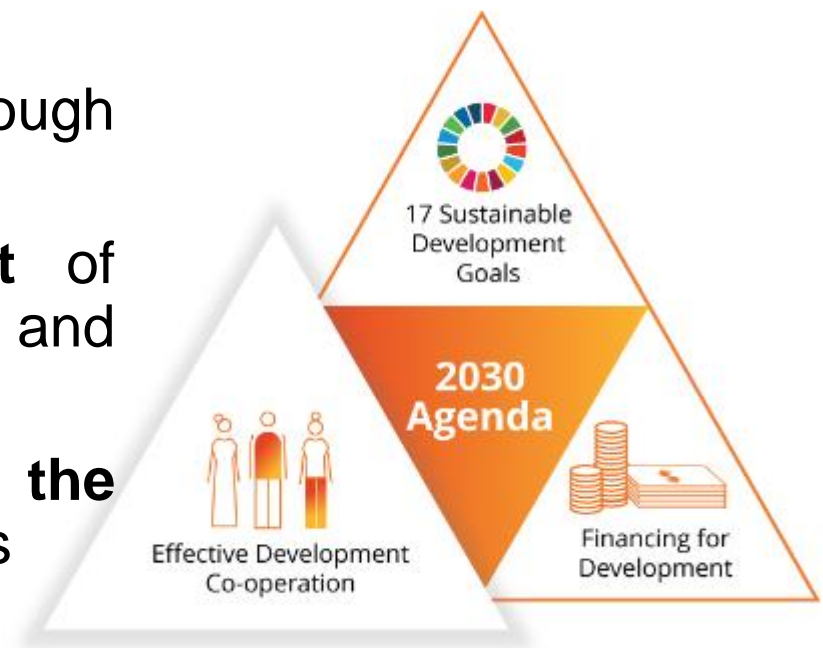 ough
t of
and
the
s
17 Sustainable
Development
Goals
2030
Agenda
Effective Development
Co-operation
Financing for
Development